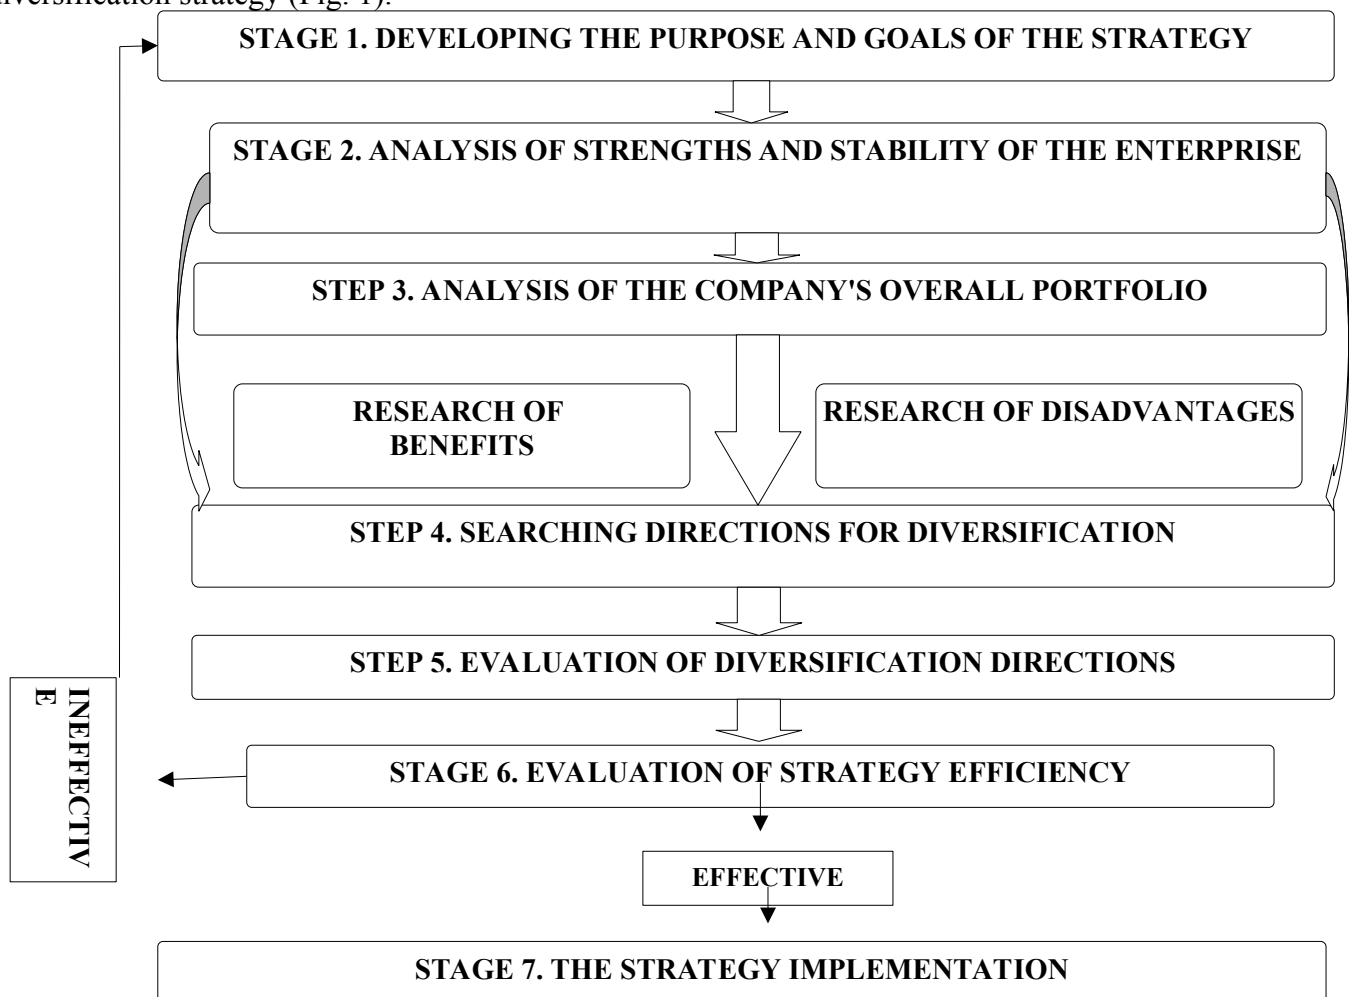 diversification strategy (Fig. 1).
STAGE 1. DEVELOPING THE PURPOSE AND GOALS OF THE STRATEGY
STAGE 2. ANALYSIS OF STRENGTHS AND STABILITY OF THE ENTERPRISE
STEP 3. ANALYSIS OF THE COMPANY'S OVERALL PORTFOLIO
RESEARCH OF
BENEFITS
RESEARCH OF DISADVANTAGES
STEP 4. SEARCHING DIRECTIONS FOR DIVERSIFICATION
STEP 5. EVALUATION OF DIVERSIFICATION DIRECTIONS
INEFFECTIV
E
STAGE 6. EVALUATION OF STRATEGY EFFICIENCY
EFFECTIVE
STAGE 7. THE STRATEGY IMPLEMENTATION